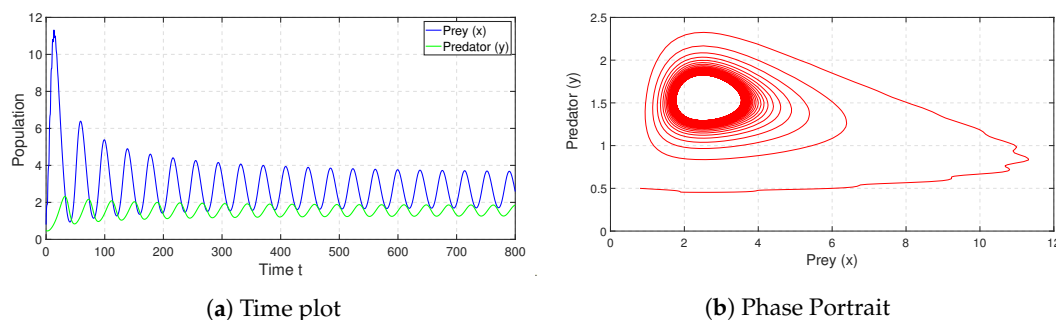 12
10
8
6
4
2
0
Population
0 100 200 300 400 500 600 700 800
Time t
Prey (x)
Predator (y)
(a) Time plot
2.5
2
1.5
1
0.5
0
Predator (y)
0 2 4 6 8 10 12
Prey (x)
(b) Phase Portrait